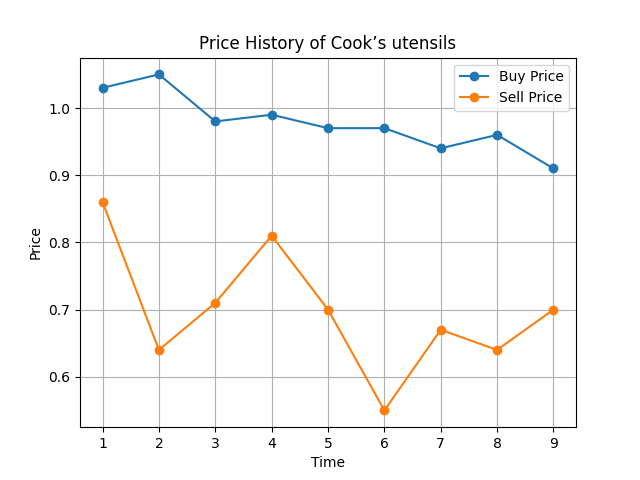 Price History of Cook’s utensils
Buy Price
Sell Price
1.0
0.9
0.8
0.7
0.6
Price
1 2 3 4 5 6 7 8 9
Time